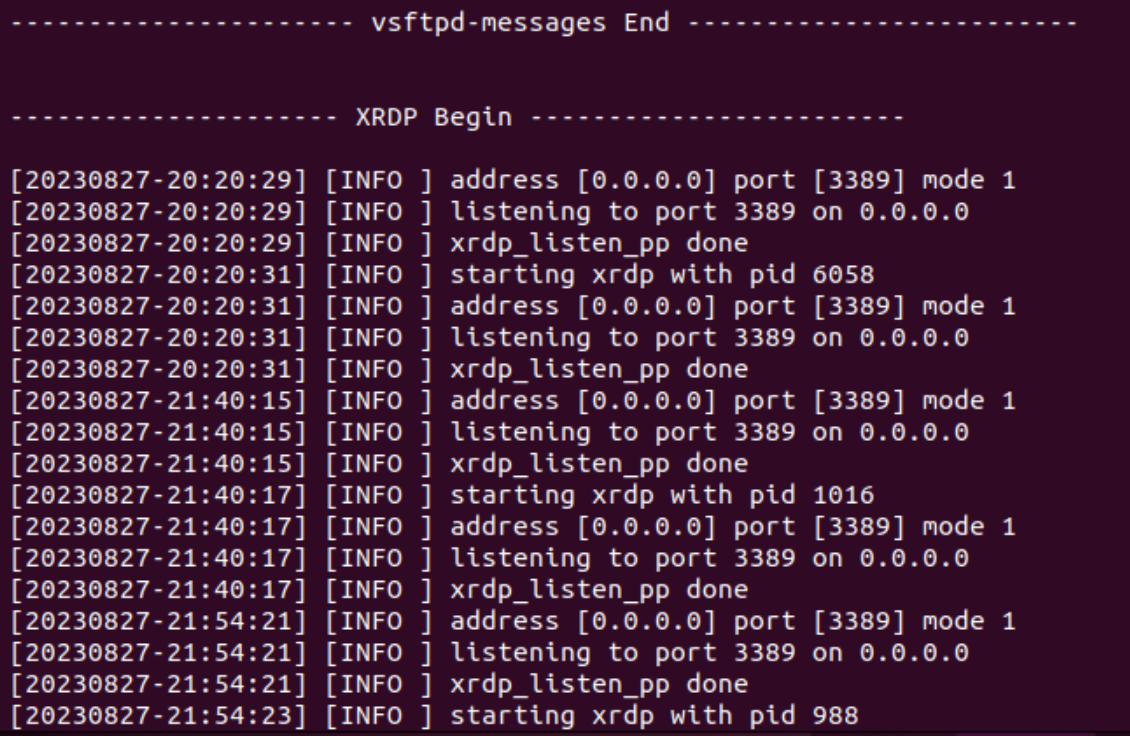 ---------------------- vsftpd-messages End -------------------------
--------------------- XRDP Begin ------------------------
[20230827-20:20:29] [INFO ] address [0.0.0.0] port [3389] mode 1
[20230827-20:20:29] [INFO ] listening to port 3389 on 0.0.0.0
[20230827-20:20:29] [INFO ] xrdp_listen_pp done
[20230827-20:20:31] [INFO ] starting xrdp with pid 6058
[20230827-20:20:31] [INFO ] address [0.0.0.0] port [3389] mode 1
[20230827-20:20:31] [INFO ] listening to port 3389 on 0.0.0.0
[20230827-20:20:31] [INFO ] xrdp_listen_pp done
[20230827-21:40:15] [INFO ] address [0.0.0.0] port [3389] mode 1
[20230827-21:40:15] [INFO ] listening to port 3389 on 0.0.0.0
[20230827-21:40:15] [INFO ] xrdp_listen_pp done
[20230827-21:40:17] [INFO ] starting xrdp with pid 1016
[20230827-21:40:17] [INFO ] address [0.0.0.0] port [3389] mode 1
[20230827-21:40:17] [INFO ] listening to port 3389 on 0.0.0.0
[20230827-21:40:17] [INFO ] xrdp_listen_pp done
[20230827-21:54:21] [INFO ] address [0.0.0.0] port [3389] mode 1
[20230827-21:54:21] [INFO ] listening to port 3389 on 0.0.0.0
[20230827-21:54:21] [INFO ] xrdp_listen_pp done
[20230827-21:54:23] [INFO ] starting xrdp with pid 988